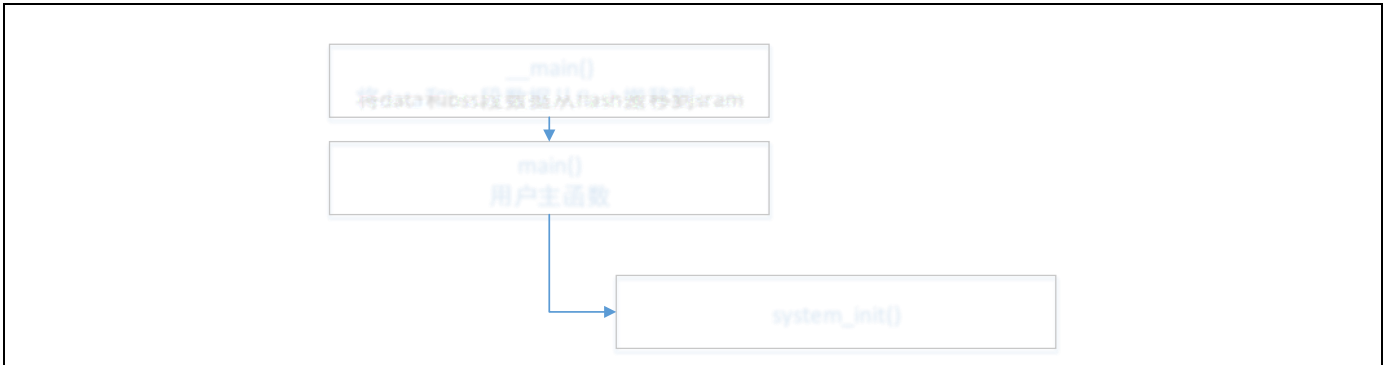 __main()
将data和bss段数据从flash搬移到sram
main()
用户主函数
system_init()